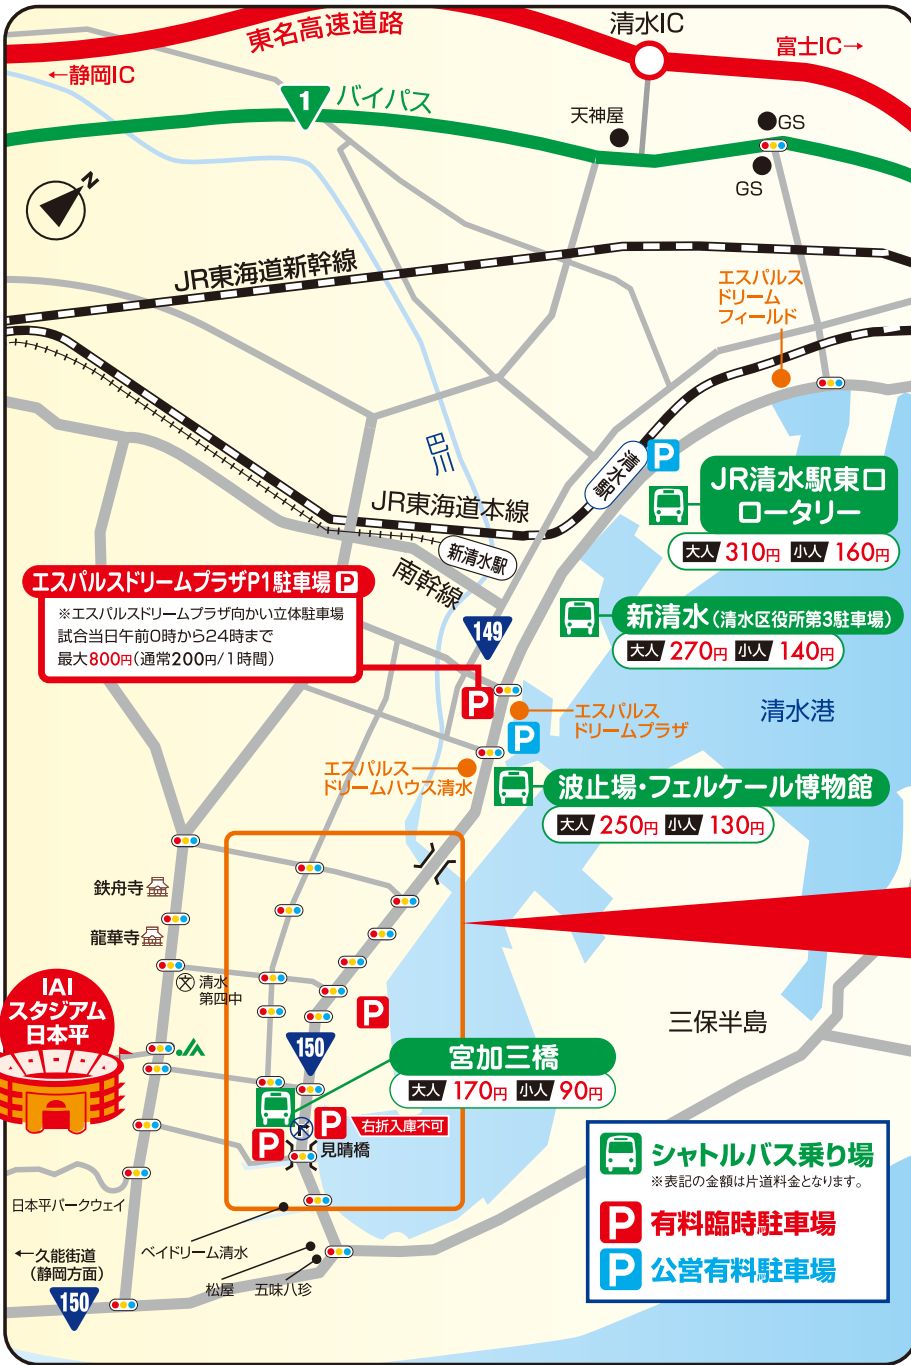 東名高速道路
清水IC
富士IC→
←静岡IC
1
バイパス
天神屋
GS
GS
N
JR東海道新幹線
エスパルス
ドリーム
フィールド
巴川
清水駅
P
JR清水駅東口
ロータリー
大人 310円 小人 160円
JR東海道本線
新清水駅
南幹線
エスパルスドリームプラザP1駐車場 P
※エスパルスドリームプラザ向かい立体駐車場
試合当日午前0時から24時まで
最大800円(通常200円/1時間)
149
新清水(清水区役所第3駐車場)
大人 270円 小人 140円
P
エスパルス
ドリームプラザ
P
清水港
エスパルス
ドリームハウス清水
波止場・フェルケール博物館
大人 250円 小人 130円
鉄舟寺
龍華寺
文
清水
第四中
IAI
スタジアム
日本平
P
三保半島
150
宮加三橋
大人 170円 小人 90円
P
P
右折入庫不可
見晴橋
日本平パークウェイ
ベイドリーム清水
←久能街道
(静岡方面)
150
松屋
五味八珍
シャトルバス乗り場
※表記の金額は片道料金となります。
P 有料臨時駐車場
P 公営有料駐車場